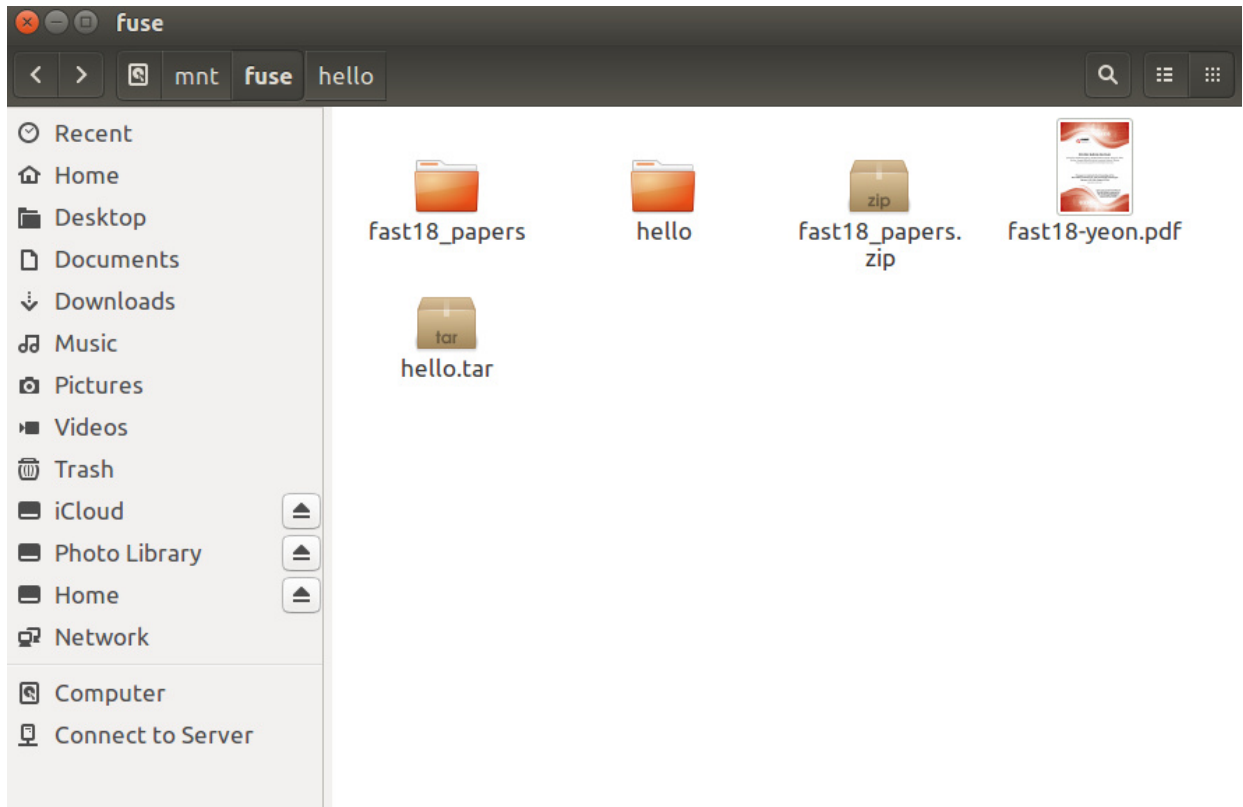 fuse
mnt fuse hello
Recent
Home
Desktop
Documents
Downloads
Music
Pictures
Videos
Trash
iCloud
Photo Library
Home
Network
Computer
Connect to Server
fast18_papers
hello
zip
fast18_papers.
zip
fast18-yeon.pdf
tar
hello.tar